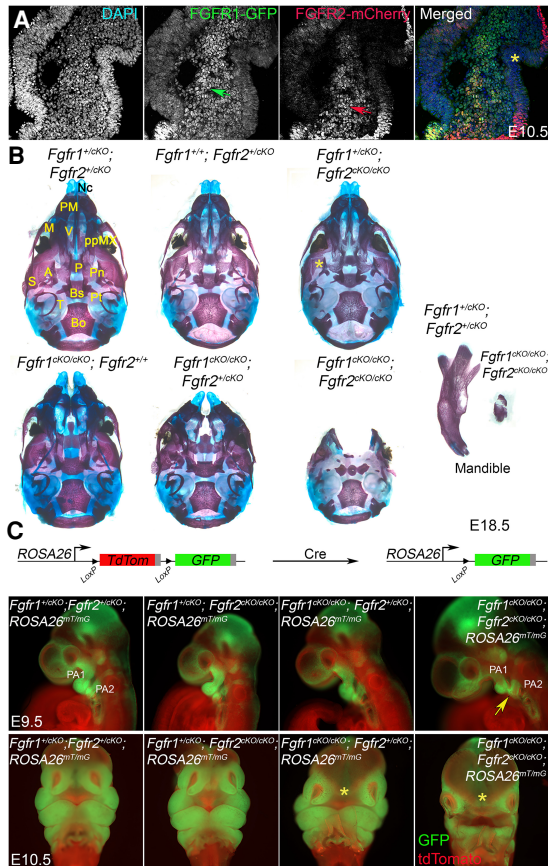 A
DAPI
FGFR1-GFP
FGFR2-mCherry
Merged
*
E10.5
B
Fgfr1+/cKO;
Fgfr2+/cKO
Fgfr1+/+; Fgfr2+/cKO
Fgfr1+/cKO;
Fgfr2cKO/cKO
Nc
PM
M
V
ppMX
A
P
Pn
S
Bs
Pt
T
Bo
*
Fgfr1cKO/cKO; Fgfr2+/+
Fgfr1cKO/cKO;
Fgfr2+/cKO
Fgfr1cKO/cKO;
Fgfr2cKO/cKO
Fgfr1+/cKO;
Fgfr2+/cKO
Fgfr1cKO/cKO;
Fgfr2cKO/cKO
Mandible
E18.5
C
ROSA26
LoxP
TdTom
LoxP
GFP
Cre
ROSA26
LoxP
GFP
Fgfr1+/cKO;Fgfr2+/cKO;
ROSA26mT/mG
PA1
PA2
E9.5
Fgfr1+/cKO; Fgfr2cKO/cKO;
ROSA26mT/mG
Fgfr1cKO/cKO; Fgfr2+/cKO;
ROSA26mT/mG
Fgfr1cKO/cKO;
Fgfr2cKO/cKO;
ROSA26mT/mG
PA1
PA2
Fgfr1+/cKO;Fgfr2+/cKO;
ROSA26mT/mG
E10.5
Fgfr1+/cKO; Fgfr2cKO/cKO;
ROSA26mT/mG
Fgfr1cKO/cKO; Fgfr2+/cKO;
ROSA26mT/mG
*
Fgfr1cKO/cKO;
Fgfr2cKO/cKO;
ROSA26mT/mG
*
GFP
tdTomato